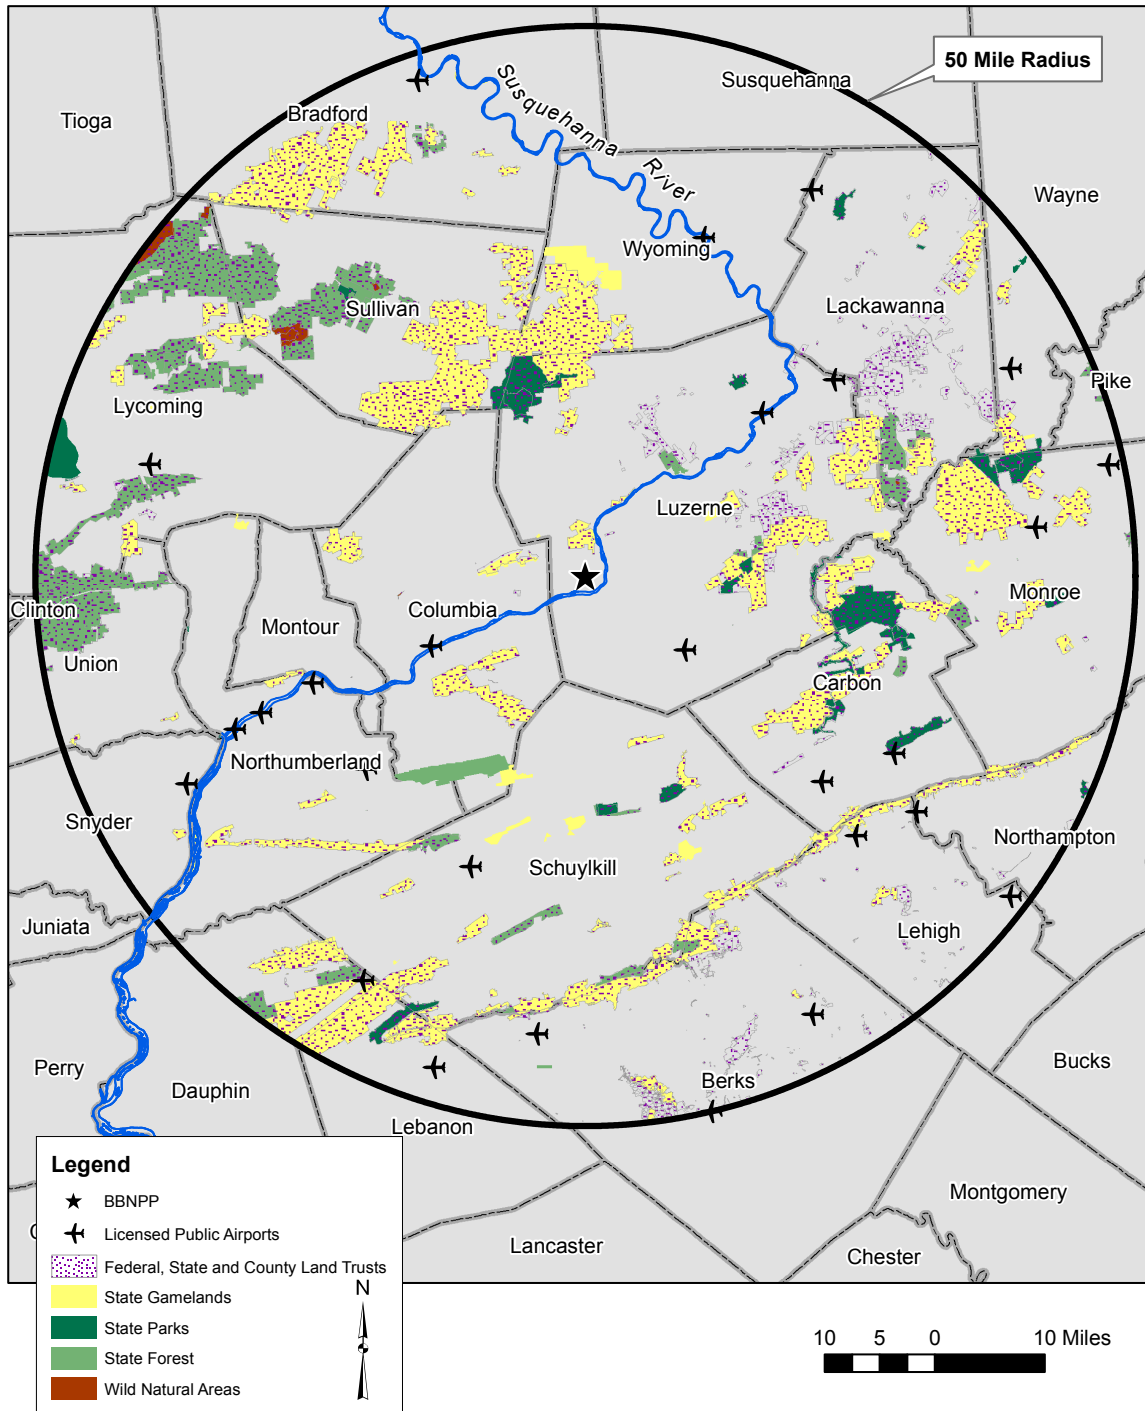 50 Mile Radius
Susquehanna
Bradford
Tioga
Susquehanna River
Wayne
Wyoming
Lackawanna
Sullivan
Pike
Lycoming
Luzerne
Clinton
Columbia
Monroe
Montour
Union
Carbon
Northumberland
Snyder
Northampton
Schuylkill
Juniata
Lehigh
Perry
Bucks
Dauphin
Berks
Lebanon
Montgomery
Lancaster
Chester
Legend
BBNPP
Licensed Public Airports
Federal, State and County Land Trusts
State Gamelands
State Parks
State Forest
Wild Natural Areas
N
10 5 0 10 Miles